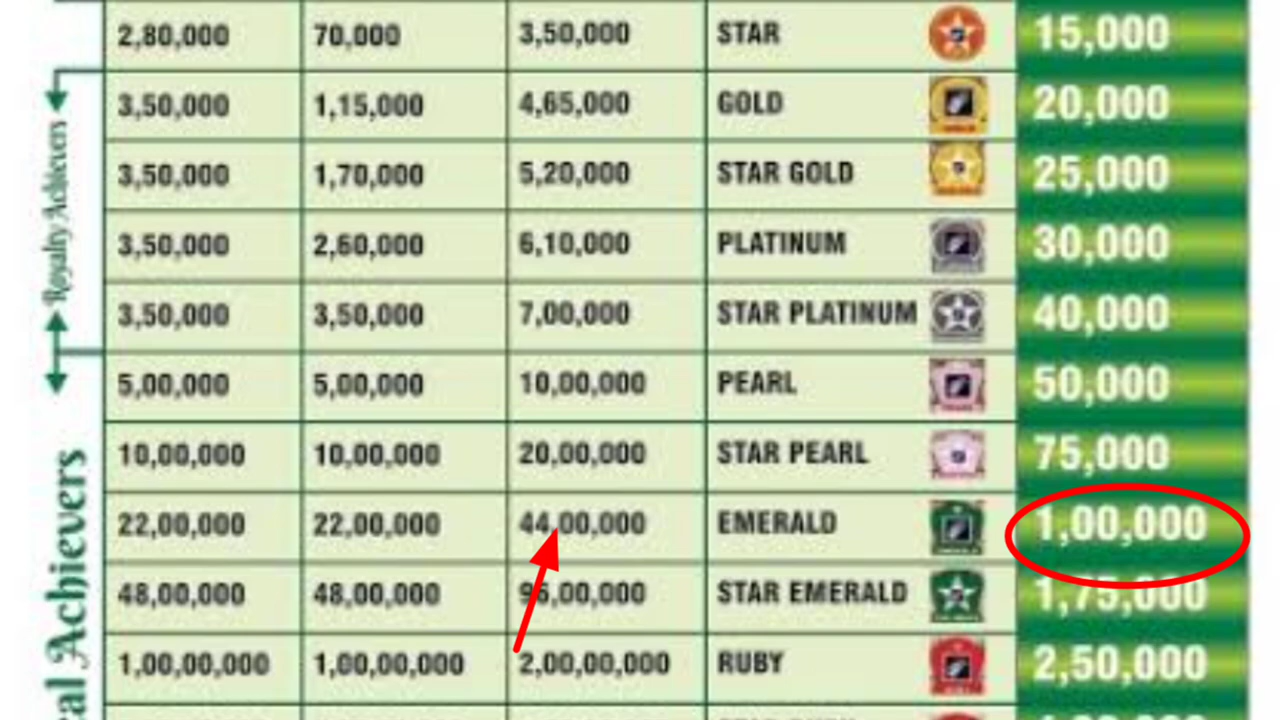 2,80,000 70,000 3,50,000 STAR 15,000
3,50,000 1,15,000 4,65,000 GOLD 20,000
3,50,000 1,70,000 5,20,000 STAR GOLD 25,000
3,50,000 2,60,000 6,10,000 PLATINUM 30,000
3,50,000 3,50,000 7,00,000 STAR PLATINUM 40,000
5,00,000 5,00,000 10,00,000 PEARL 50,000
10,00,000 10,00,000 20,00,000 STAR PEARL 75,000
22,00,000 22,00,000 44,00,000 EMERALD 1,00,000
48,00,000 48,00,000 96,00,000 STAR EMERALD 1,75,000
1,00,00,000 1,00,00,000 2,00,00,000 RUBY 2,50,000
Royalty Achievers
Achievers